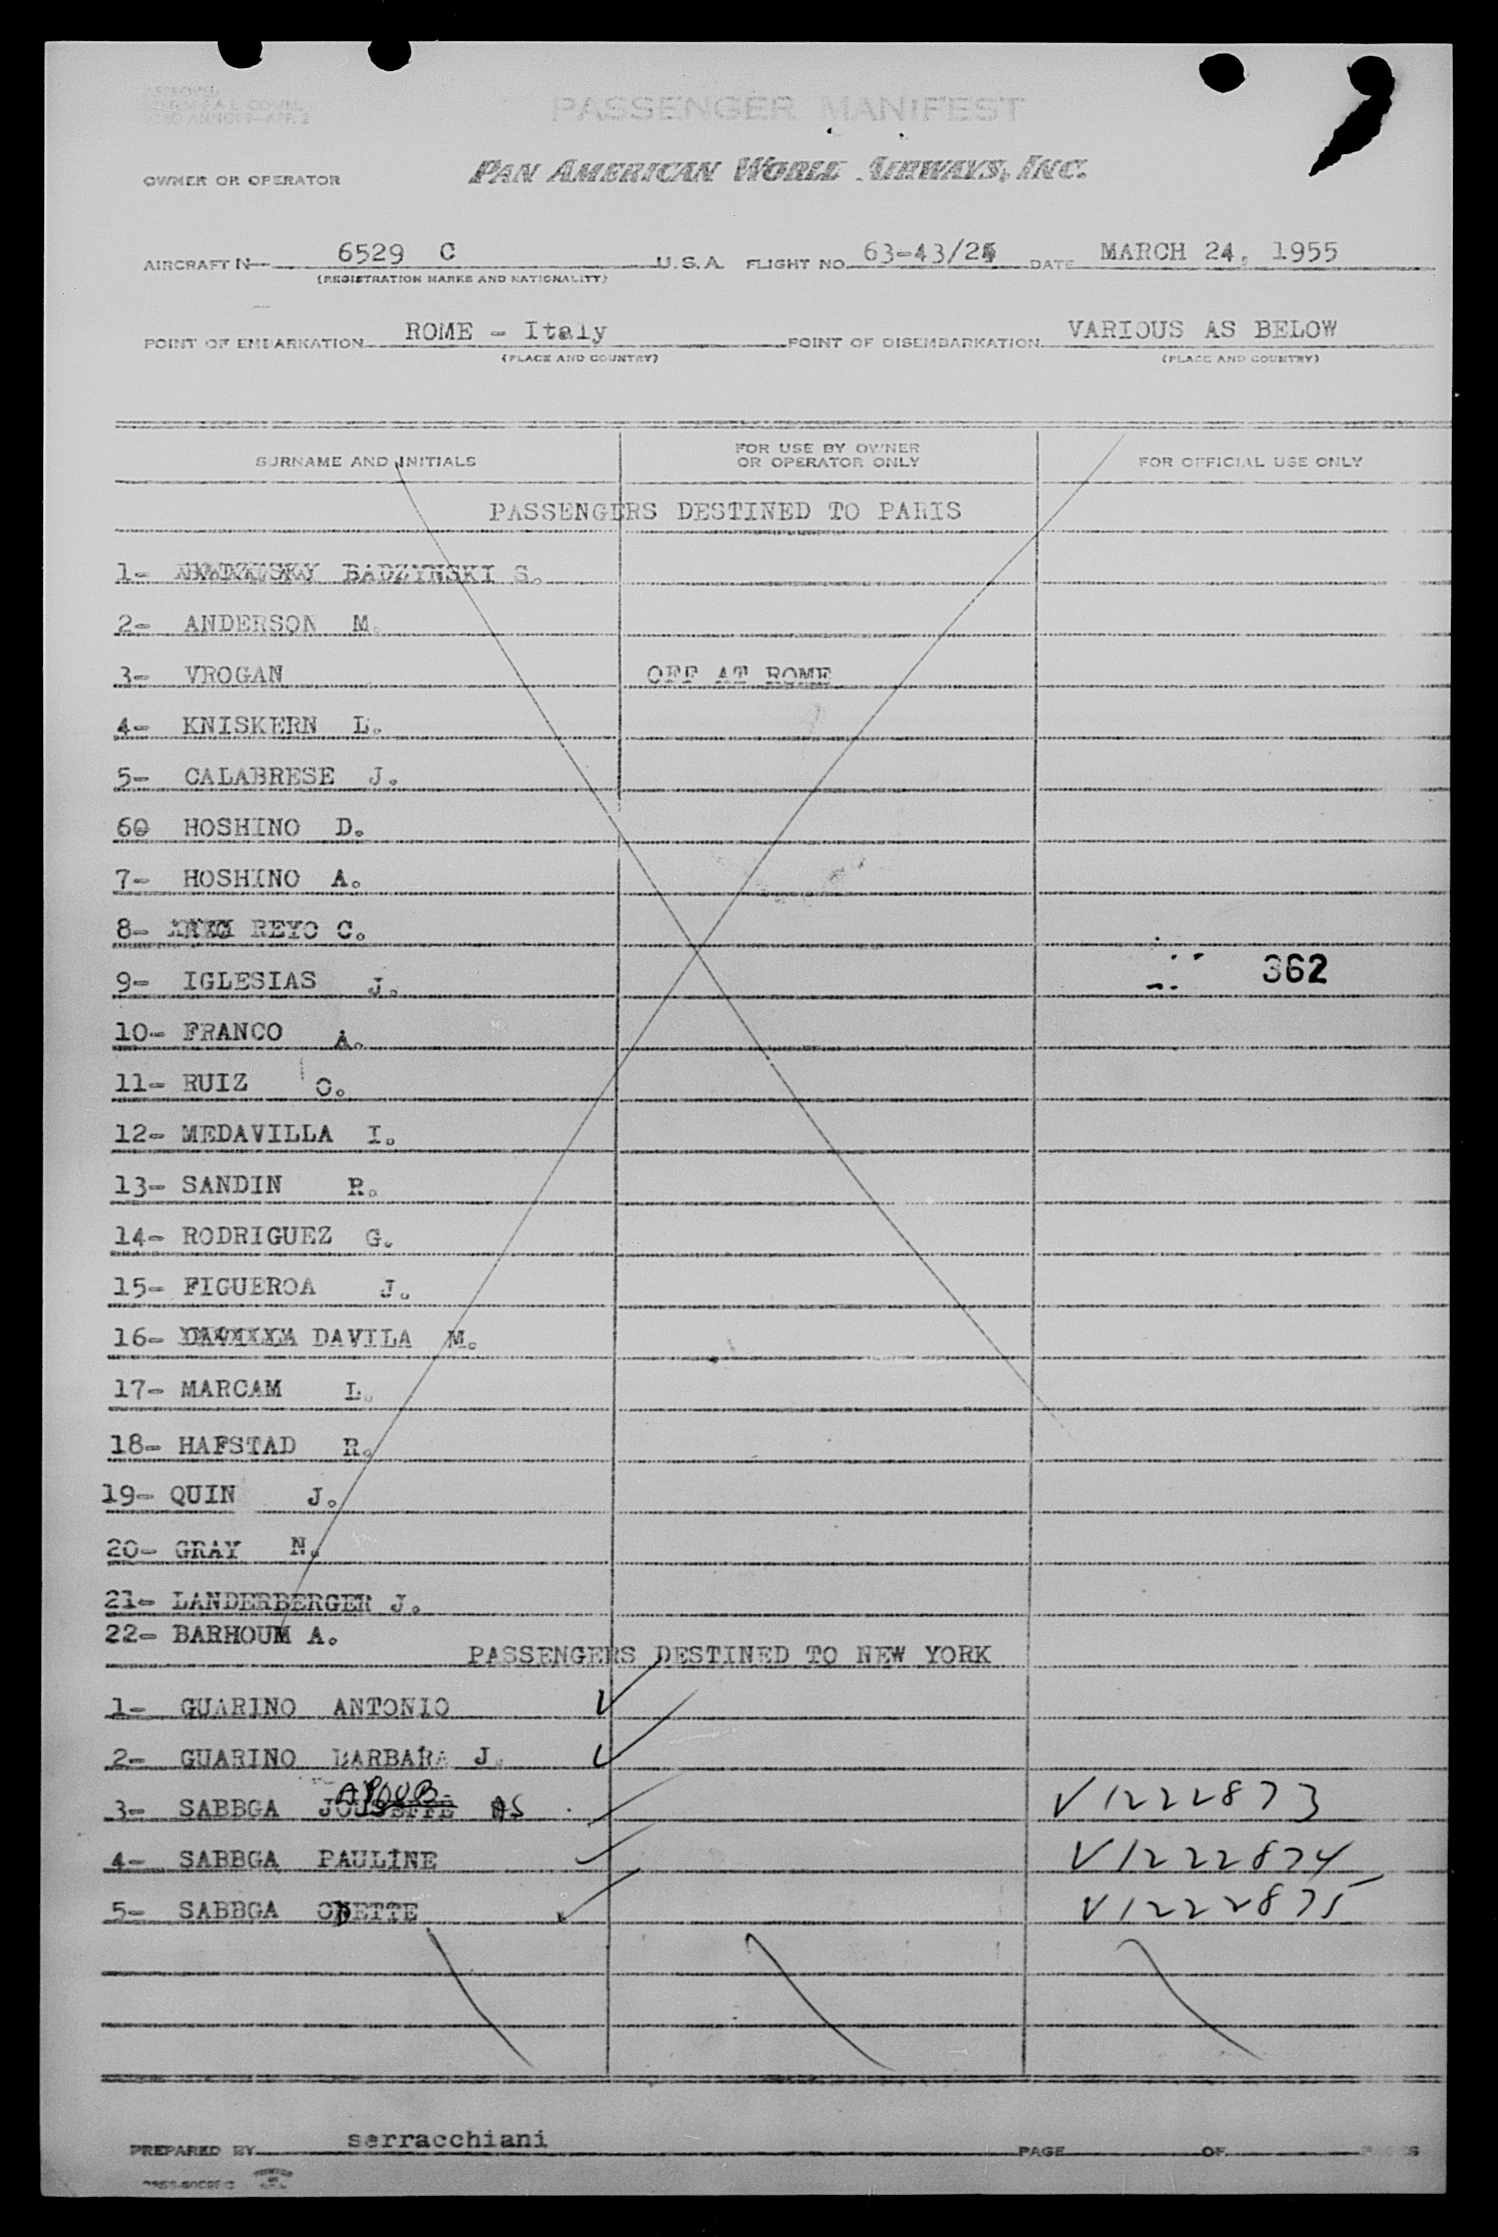 PASSENGER MANIFEST
OWNER OR OPERATOR PAN AMERICAN WORLD AIRWAYS, INC.
AIRCRAFT N 6529 C U.S.A. FLIGHT NO. 63-43/24 DATE MARCH 24, 1955
(REGISTRATION MARKS AND NATIONALITY)
POINT OF EMBARKATION ROME - Italy POINT OF DISEMBARKATION VARIOUS AS BELOW
(PLACE AND COUNTRY) (PLACE AND COUNTRY)
SURNAME AND INITIALS FOR USE BY OWNER OR OPERATOR ONLY FOR OFFICIAL USE ONLY
PASSENGERS DESTINED TO PARIS
1- BADZYNSKI S.
2- ANDERSON M.
3- VROGAN OFF AT ROME
4- KNISKERN L.
5- CALABRESE J.
60 HOSHINO D.
7- HOSHINO A.
8- REYO C.
9- IGLESIAS J. 362
10- FRANCO A.
11- RUIZ O.
12- MEDAVILLA I.
13- SANDIN R.
14- RODRIGUEZ G.
15- FIGUEROA J.
16- DAVILA M.
17- MARCAM L.
18- HAFSTAD R.
19- QUIN J.
20- GRAY N.
21- LANDERBERGER J.
22- BARHOUM A.
PASSENGERS DESTINED TO NEW YORK
1- GUARINO ANTONIO
2- GUARINO BARBARA J.
AYOUB
3- SABBGA AS V1222873
4- SABBGA PAULINE V1222874
5- SABBGA ODETTE V1222875
PREPARED BY serracchiani PAGE OF PAGES